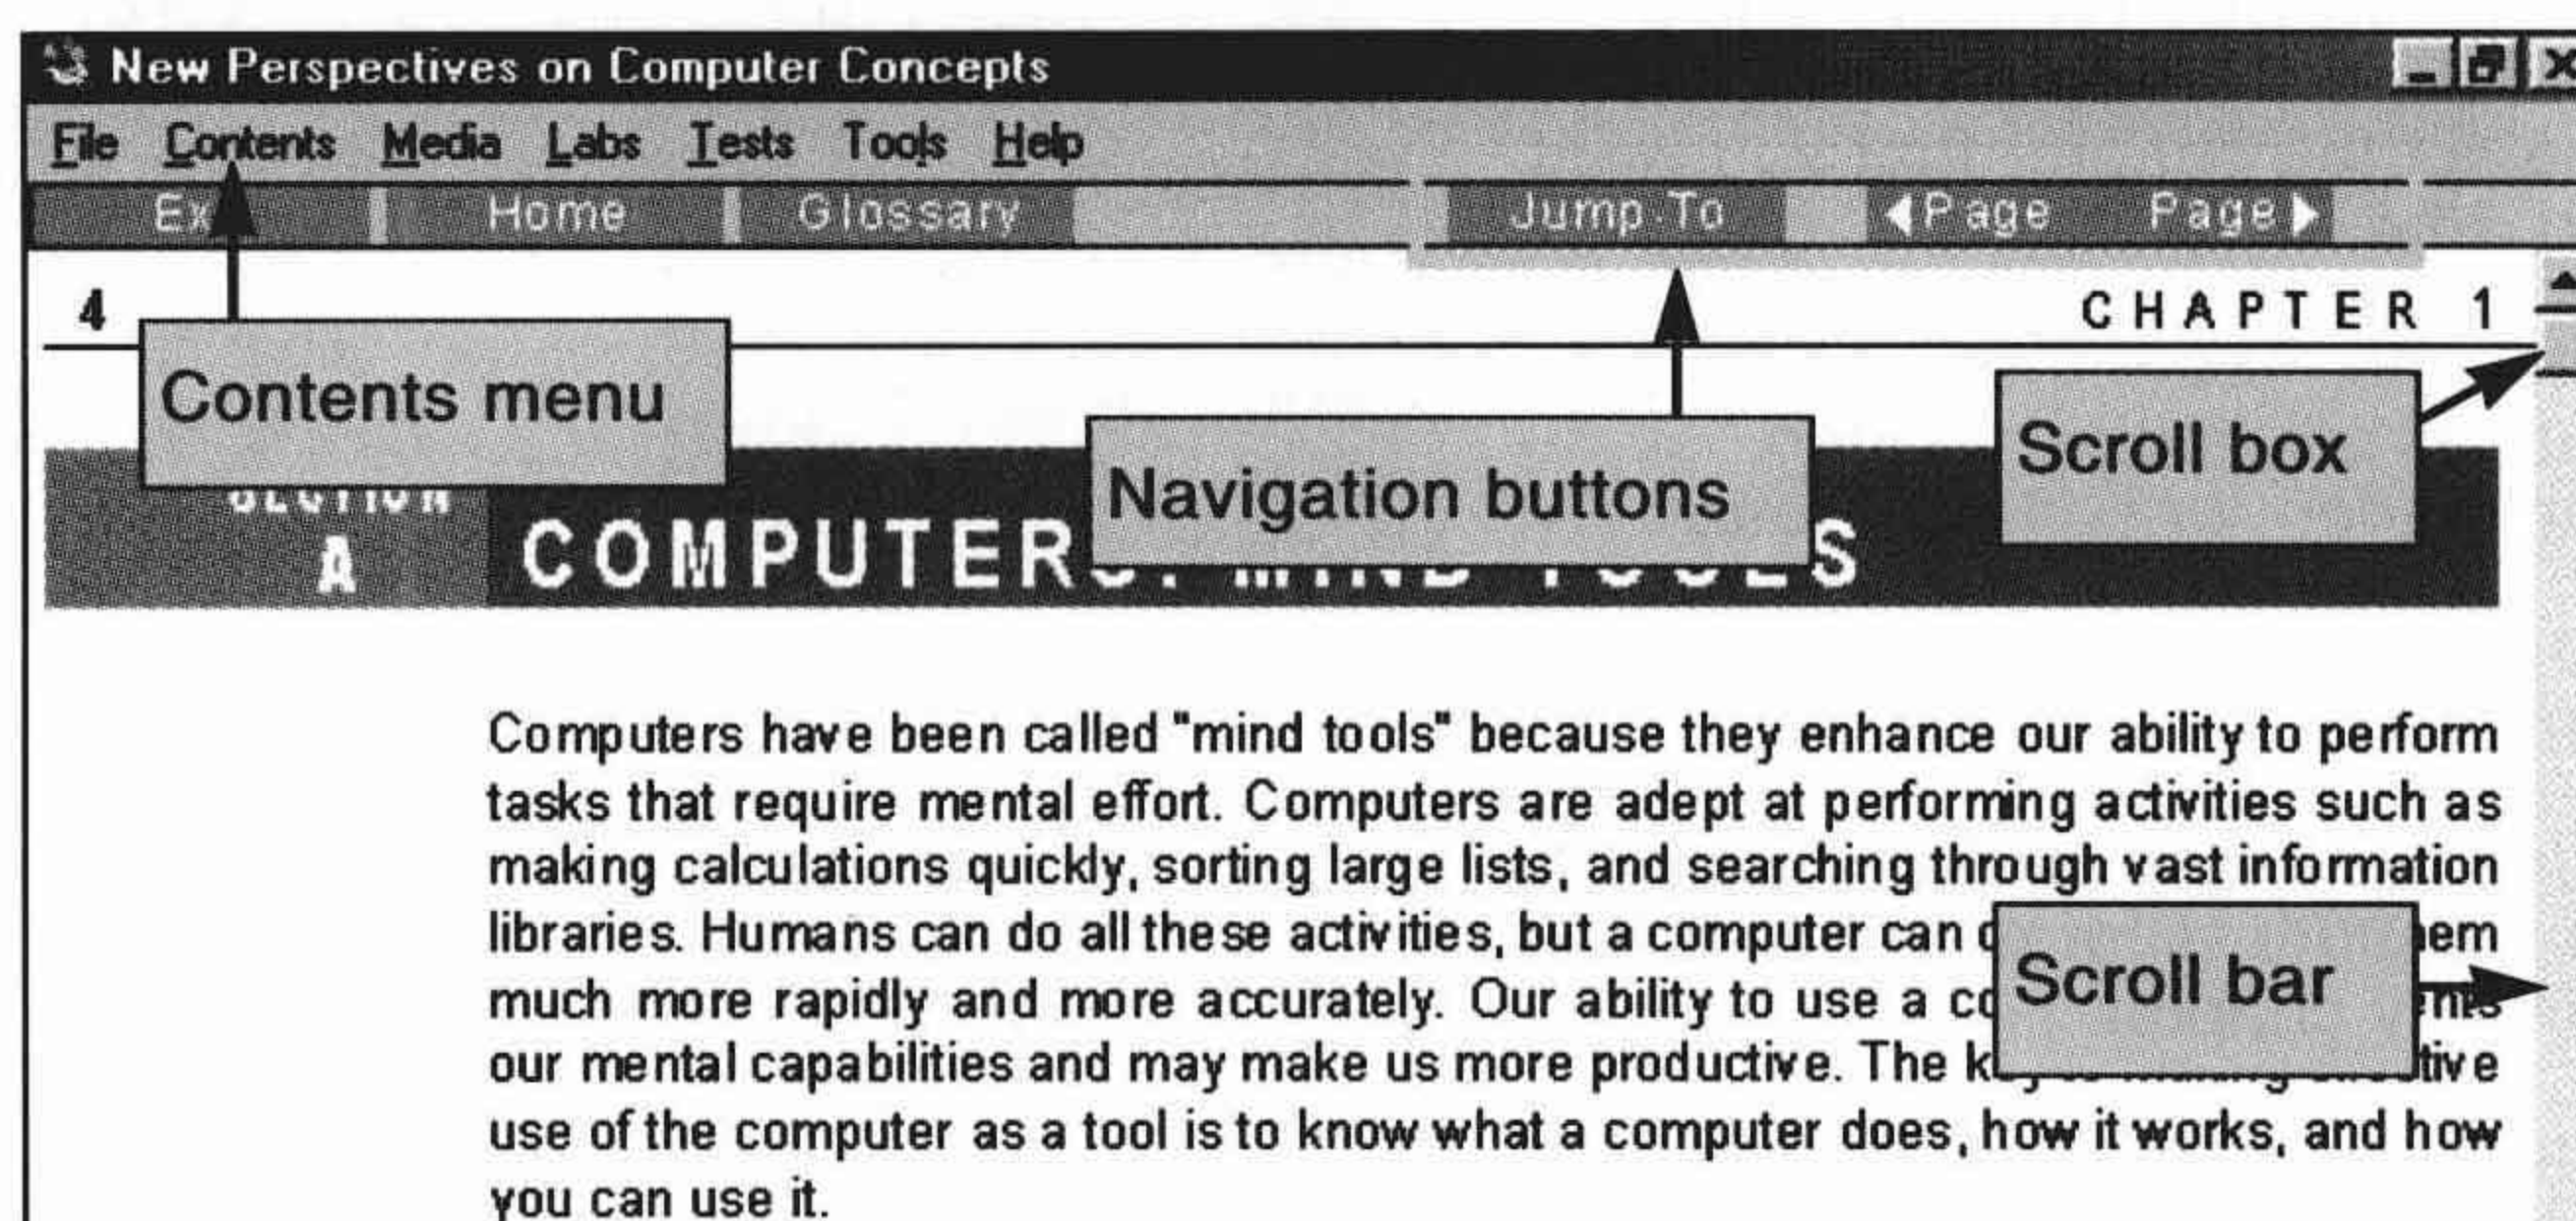 New Perspectives on Computer Concepts
File Contents Media Labs Tests Tools Help
Home Glossary Jump To Page Page
4 CHAPTER 1
Contents menu
Navigation buttons
Scroll box
SECTION
A
COMPUTERS: MIND TOOLS
Computers have been called "mind tools" because they enhance our ability to perform
tasks that require mental effort. Computers are adept at performing activities such as
making calculations quickly, sorting large lists, and searching through vast information
libraries. Humans can do all these activities, but a computer can
much more rapidly and more accurately. Our ability to use a
our mental capabilities and may make us more productive. The
use of the computer as a tool is to know what a computer does, how it works, and how
you can use it.
Scroll bar